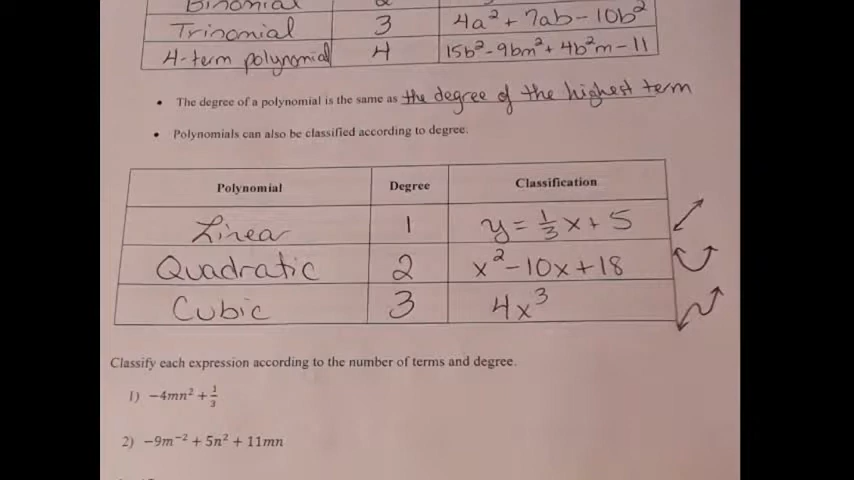 Binomial
Trinomial 3 4a² + 7ab - 10b²
4-term polynomial 4 15b² - 9bm² + 4b²m - 11
• The degree of a polynomial is the same as the degree of the highest term
• Polynomials can also be classified according to degree.
Polynomial Degree Classification
Linear 1 y = 1/3 x + 5
Quadratic 2 x² - 10x + 18
Cubic 3 4x³
Classify each expression according to the number of terms and degree.
1) −4mn² + 1/3
2) −9m⁻² + 5n² + 11mn